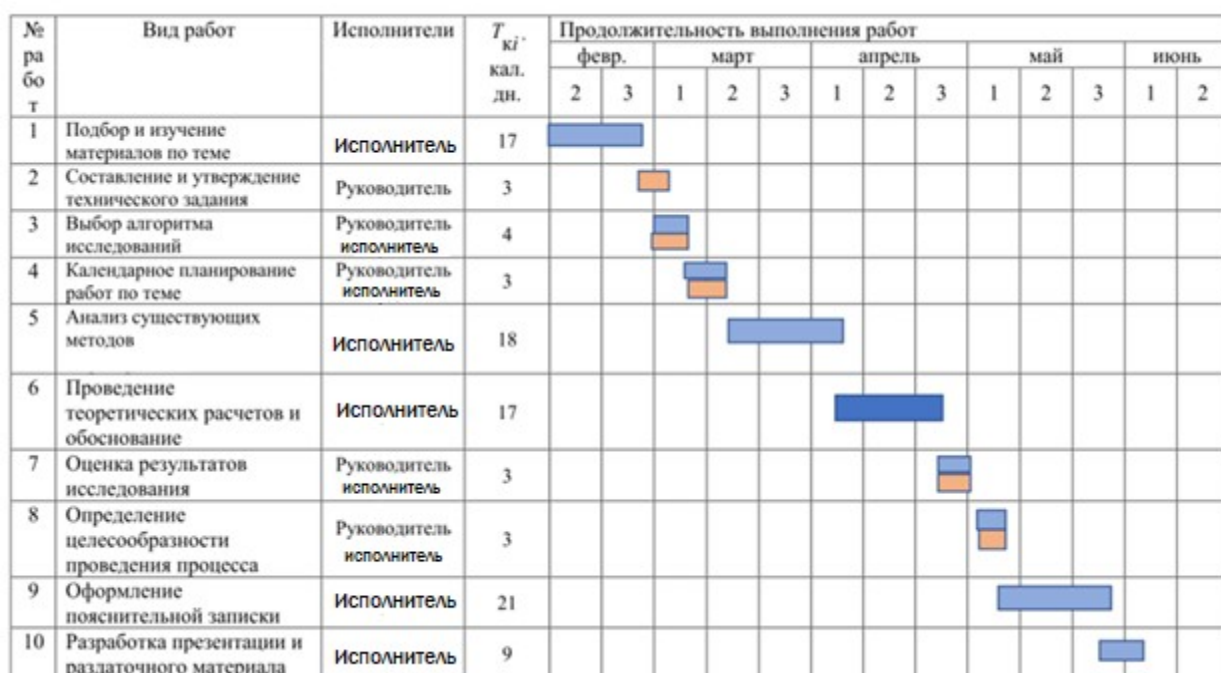 № работ Вид работ Исполнители Tкi, кал. дн. Продолжительность выполнения работ
февр. март апрель май июнь
2 3 1 2 3 1 2 3 1 2 3 1 2
1 Подбор и изучение
материалов по теме Исполнитель 17
2 Составление и утверждение
технического задания Руководитель 3
3 Выбор алгоритма
исследований Руководитель
исполнитель 4
4 Календарное планирование
работ по теме Руководитель
исполнитель 3
5 Анализ существующих
методов Исполнитель 18
6 Проведение
теоретических расчетов и
обоснование Исполнитель 17
7 Оценка результатов
исследования Руководитель
исполнитель 3
8 Определение
целесообразности
проведения процесса Руководитель
исполнитель 3
9 Оформление
пояснительной записки Исполнитель 21
10 Разработка презентации и
раздаточного материала Исполнитель 9